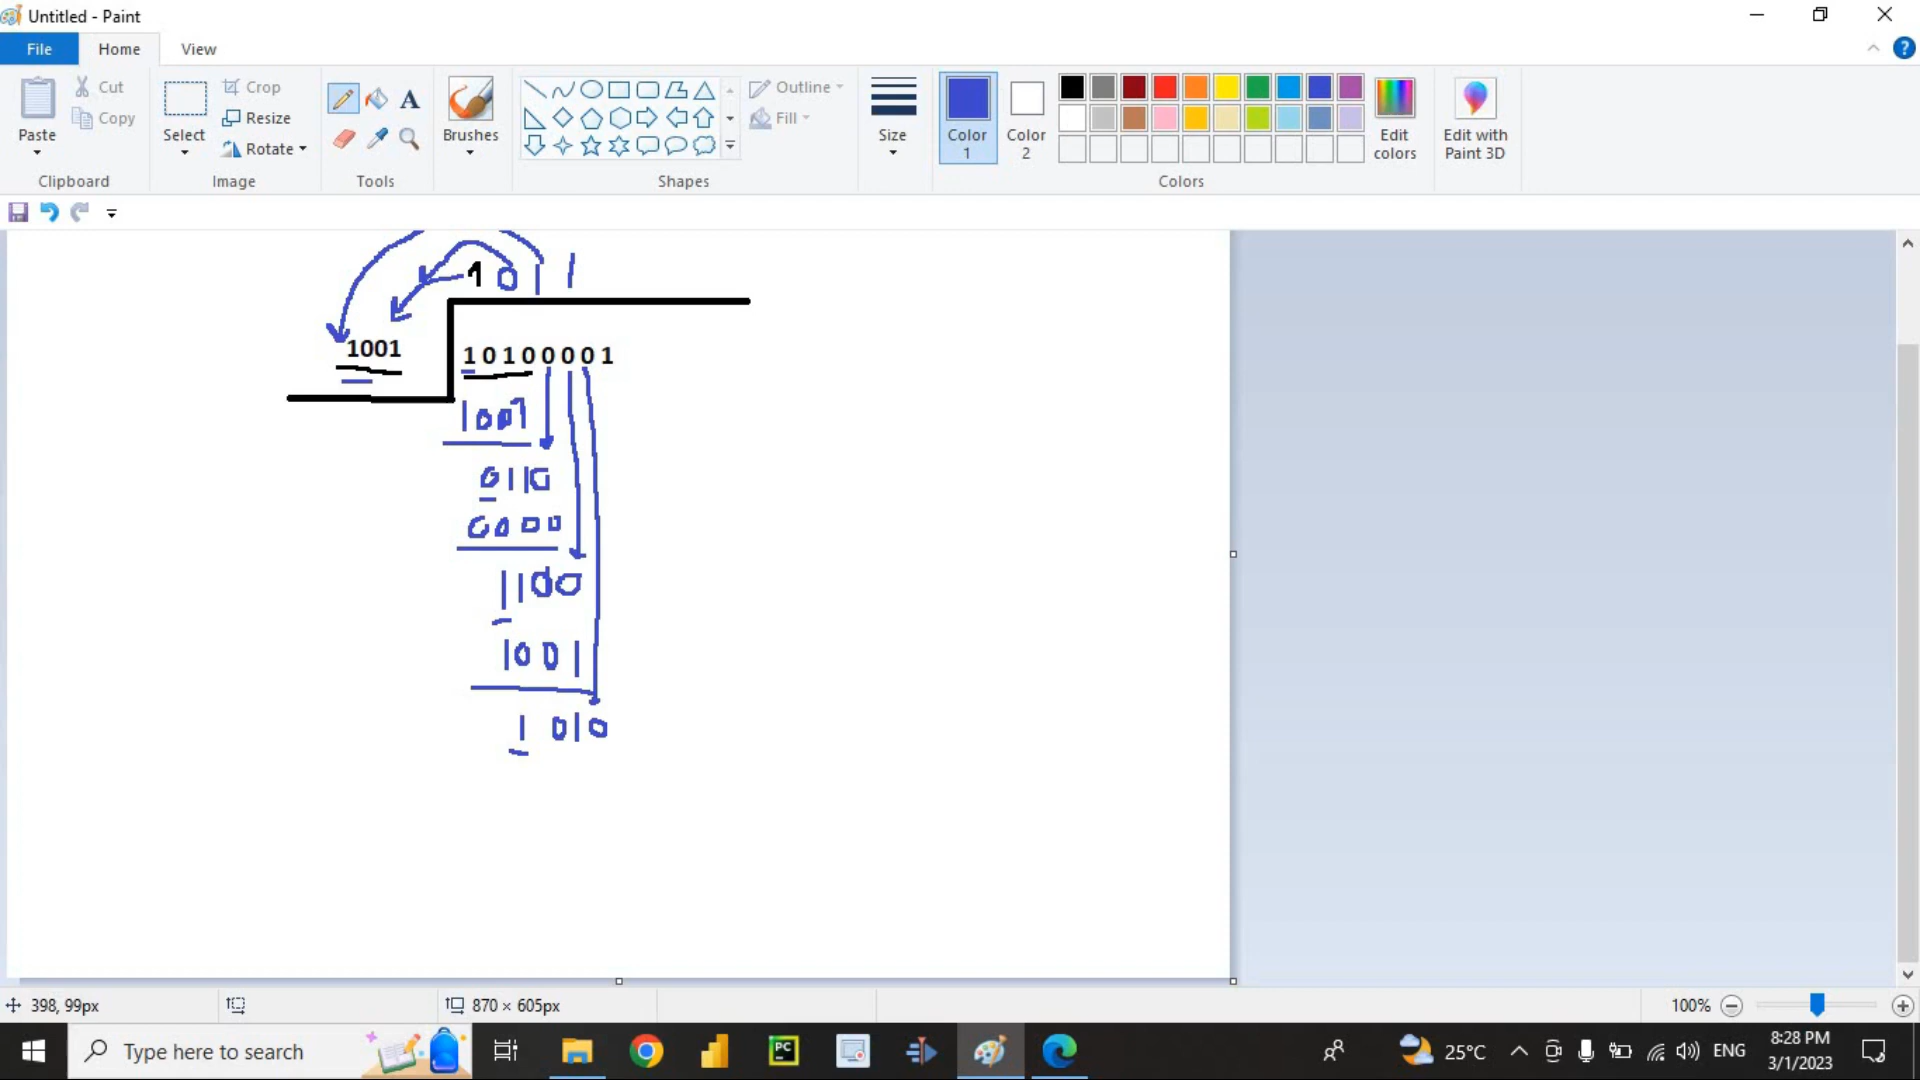 Untitled - Paint
File Home View
Paste Cut Copy Clipboard
Select Crop Resize Rotate Image
Tools
Brushes
Outline Fill Shapes
Size
Color 1 Color 2
Edit colors
Edit with Paint 3D
Colors
1 0 1 1
1001 10100001
1001
0110
0000
1100
1001
1 010
398, 99px 870 × 605px 100%
Type here to search PC 25°C ENG 8:28 PM
3/1/2023